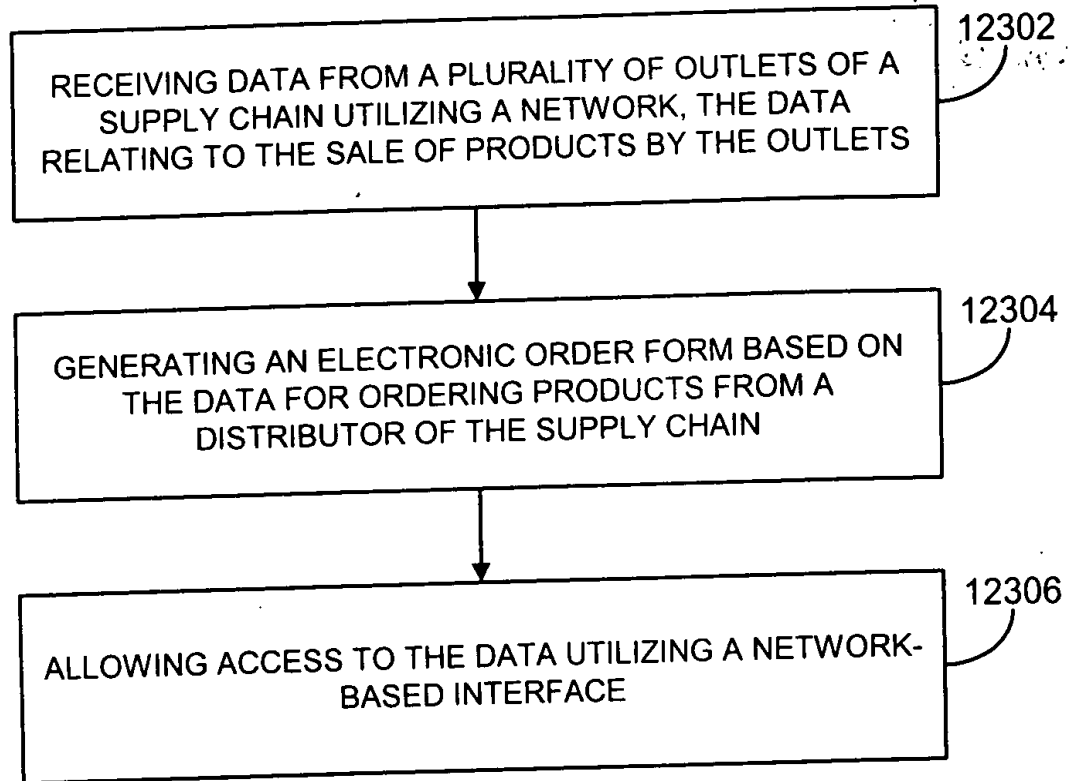 12302
RECEIVING DATA FROM A PLURALITY OF OUTLETS OF A
SUPPLY CHAIN UTILIZING A NETWORK, THE DATA
RELATING TO THE SALE OF PRODUCTS BY THE OUTLETS
12304
GENERATING AN ELECTRONIC ORDER FORM BASED ON
THE DATA FOR ORDERING PRODUCTS FROM A
DISTRIBUTOR OF THE SUPPLY CHAIN
12306
ALLOWING ACCESS TO THE DATA UTILIZING A NETWORK-
BASED INTERFACE